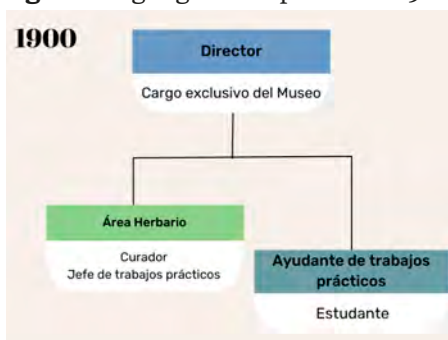 1900
Director
Cargo exclusivo del Museo
Área Herbario
Curador
Jefe de trabajos prácticos
Ayudante de trabajos
prácticos
Estudante